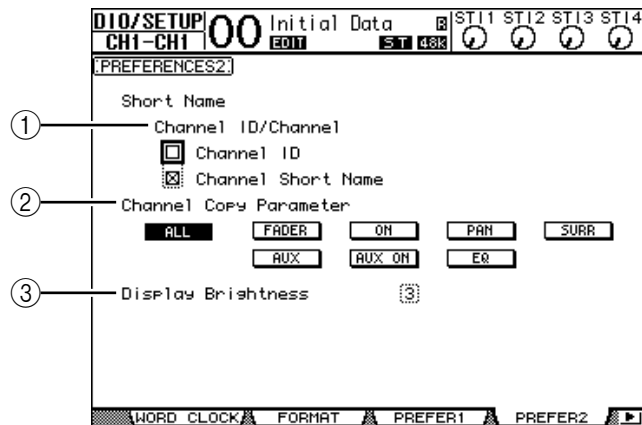 DIO/SETUP 00 Initial Data R STI1 STI2 STI3 STI4
CH1-CH1 EDIT ST 48k
PREFERENCES2
Short Name
1 Channel ID/Channel
Channel ID
Channel Short Name
2 Channel Copy Parameter
ALL FADER ON PAN SURR
AUX AUX ON EQ
3 Display Brightness 3
WORD CLOCK FORMAT PREFER1 PREFER2